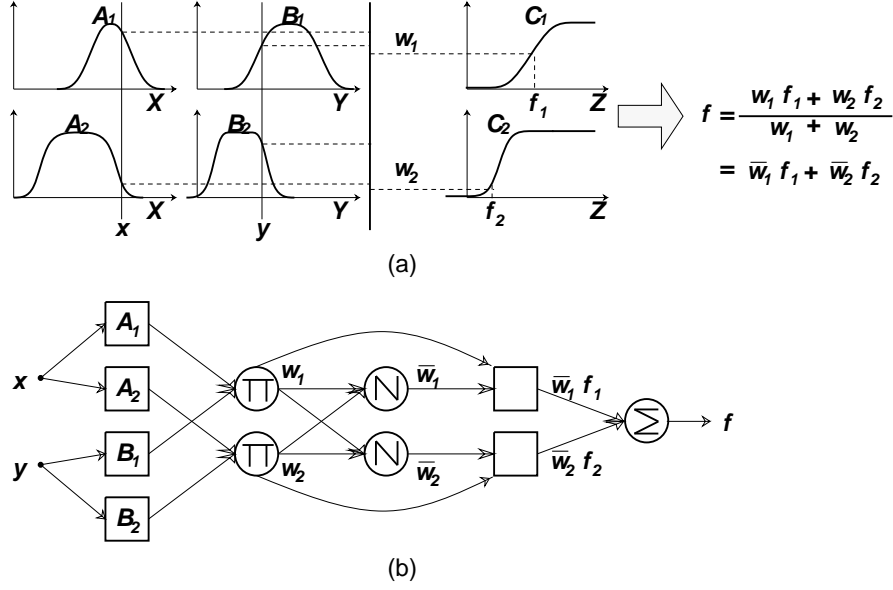 A₁ B₁ C₁
w₁
X Y f₁ Z
A₂ B₂ C₂
w₂
X Y f₂ Z
x y
f = w₁ f₁ + w₂ f₂ / w₁ + w₂
= w̅₁ f₁ + w̅₂ f₂
(a)
A₁
x A₂ Π w₁ N w̅₁ w̅₁ f₁
Σ f
y B₁ Π w₂ N w̅₂ w̅₂ f₂
B₂
(b)